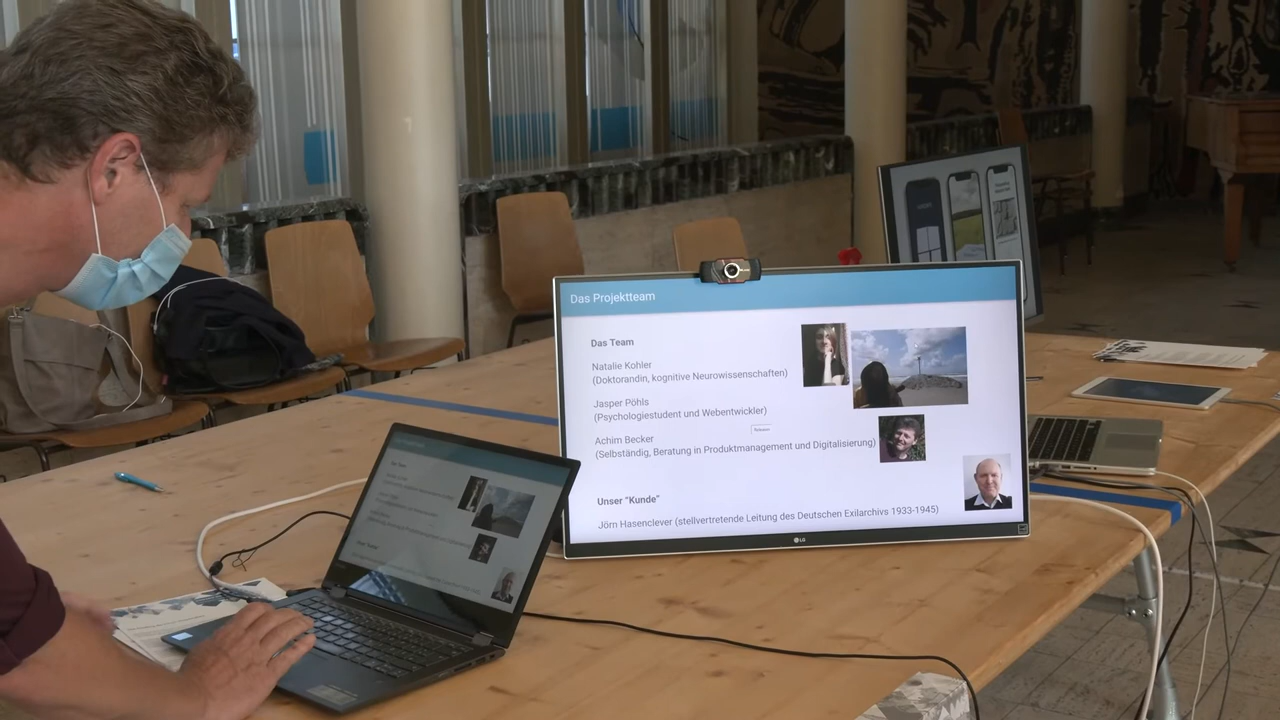 Das Projektteam
Das Team
Natalie Kohler
(Doktorandin, kognitive Neurowissenschaften)
Jasper Pöhls
(Psychologiestudent und Webentwickler)
Achim Becker
(Selbständig, Beratung in Produktmanagement und Digitalisierung)
Unser "Kunde"
Jörn Hasenclever (stellvertretende Leitung des Deutschen Exilarchivs 1933-1945)
LG